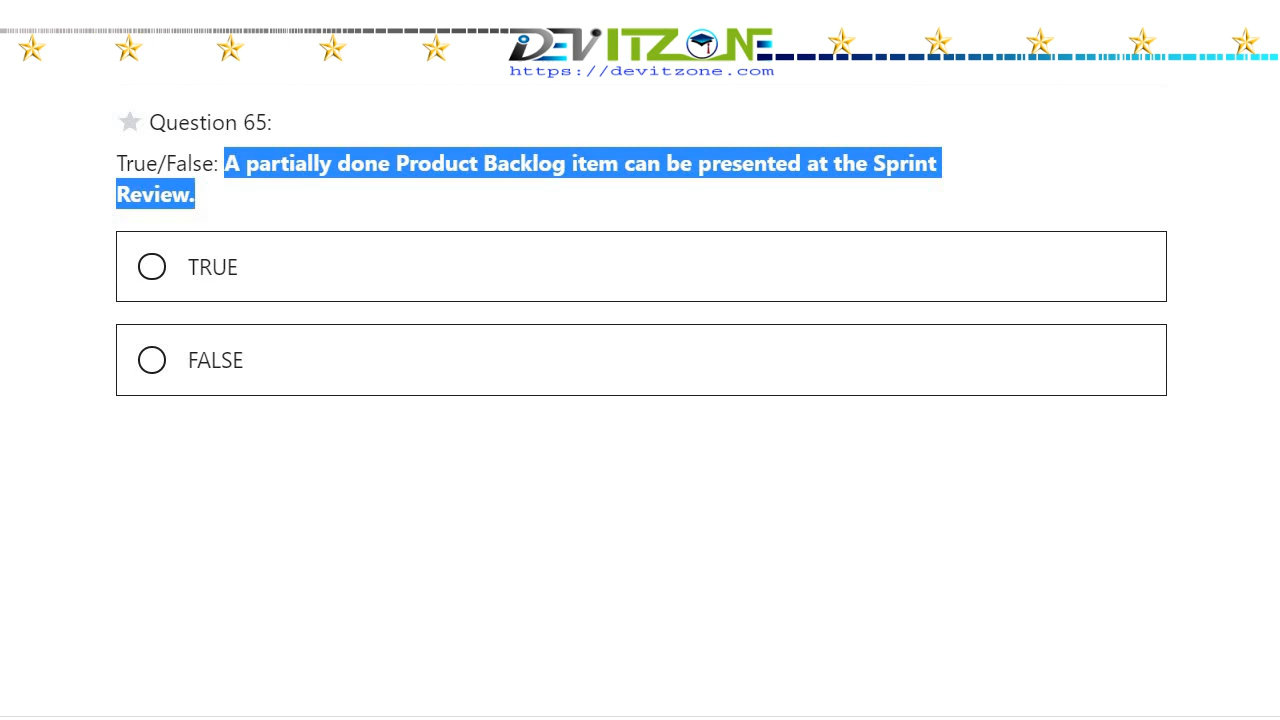 DEVITZONE
https://devitzone.com
Question 65:
True/False: A partially done Product Backlog item can be presented at the Sprint
Review.
TRUE
FALSE